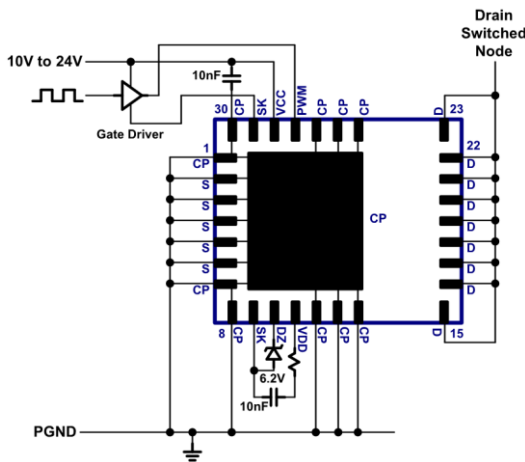 Drain
Switched
Node
10V to 24V
10nF
Gate Driver
30
CP
SK
VCC
PWM
CP
CP
CP
D
23
1
CP
S
S
S
S
S
CP
CP
22
D
D
D
D
D
D
D
8
CP
SK
DZ
VDD
CP
CP
CP
D
15
6.2V
10nF
PGND